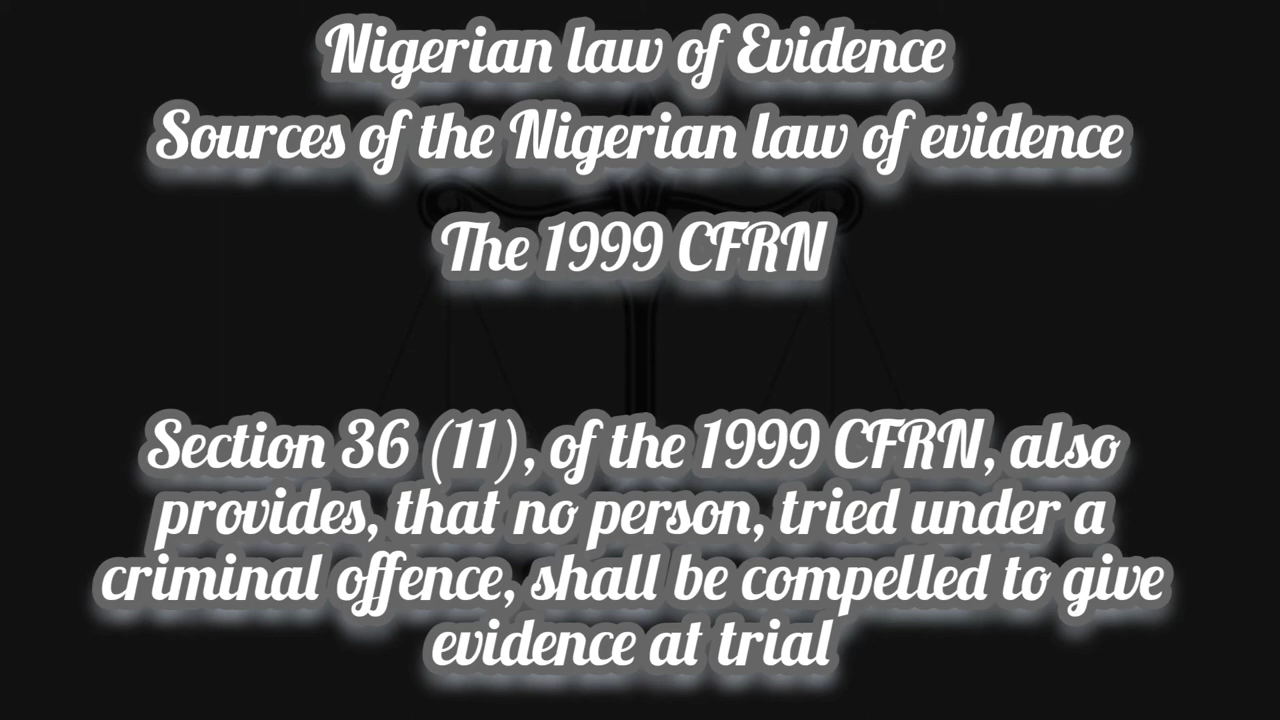 Nigerian law of Evidence
Sources of the Nigerian law of evidence
The 1999 CFRN
Section 36 (11), of the 1999 CFRN, also
provides, that no person, tried under a
criminal offence, shall be compelled to give
evidence at trial